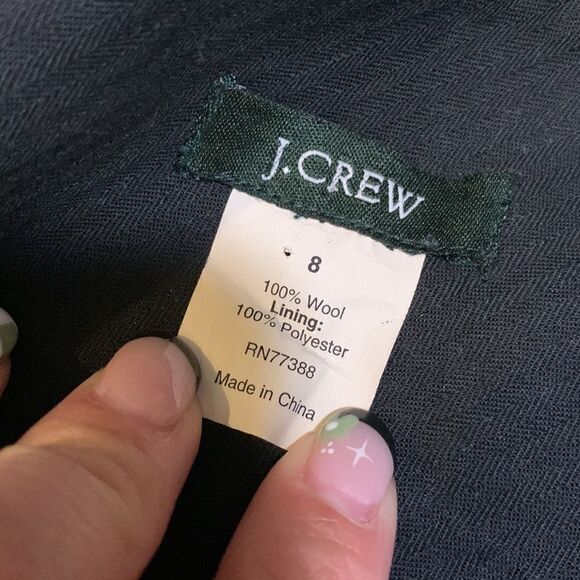 J.CREW
8
100% Wool
Lining:
100% Polyester
RN77388
Made in China